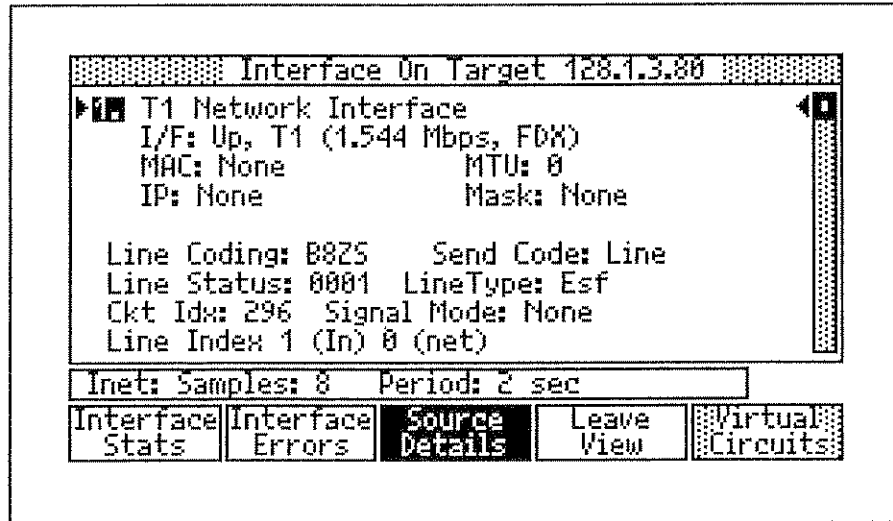 Interface On Target 128.1.3.80
T1 Network Interface
I/F: Up, T1 (1.544 Mbps, FDX)
MAC: None MTU: 0
IP: None Mask: None
Line Coding: B8ZS Send Code: Line
Line Status: 0001 LineType: Esf
Ckt Idx: 296 Signal Mode: None
Line Index 1 (In) 0 (net)
Inet: Samples: 8 Period: 2 sec
Interface Stats
Interface Errors
Source Details
Leave View
Virtual Circuits